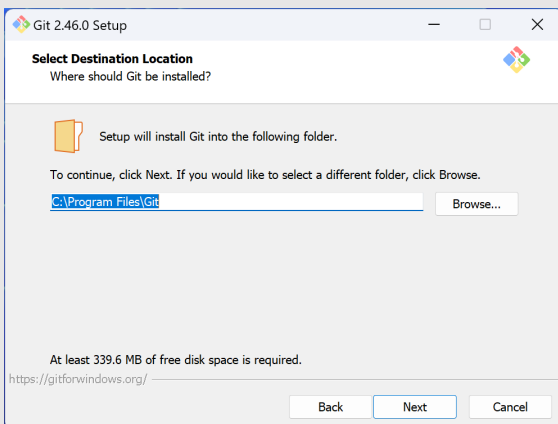 Git 2.46.0 Setup
Select Destination Location
Where should Git be installed?
Setup will install Git into the following folder.
To continue, click Next. If you would like to select a different folder, click Browse.
C:\Program Files\Git
Browse...
At least 339.6 MB of free disk space is required.
https://gitforwindows.org/
Back
Next
Cancel